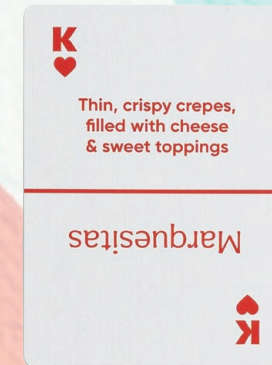 K
Thin, crispy crepes,
filled with cheese
& sweet toppings
Marquesitas
K